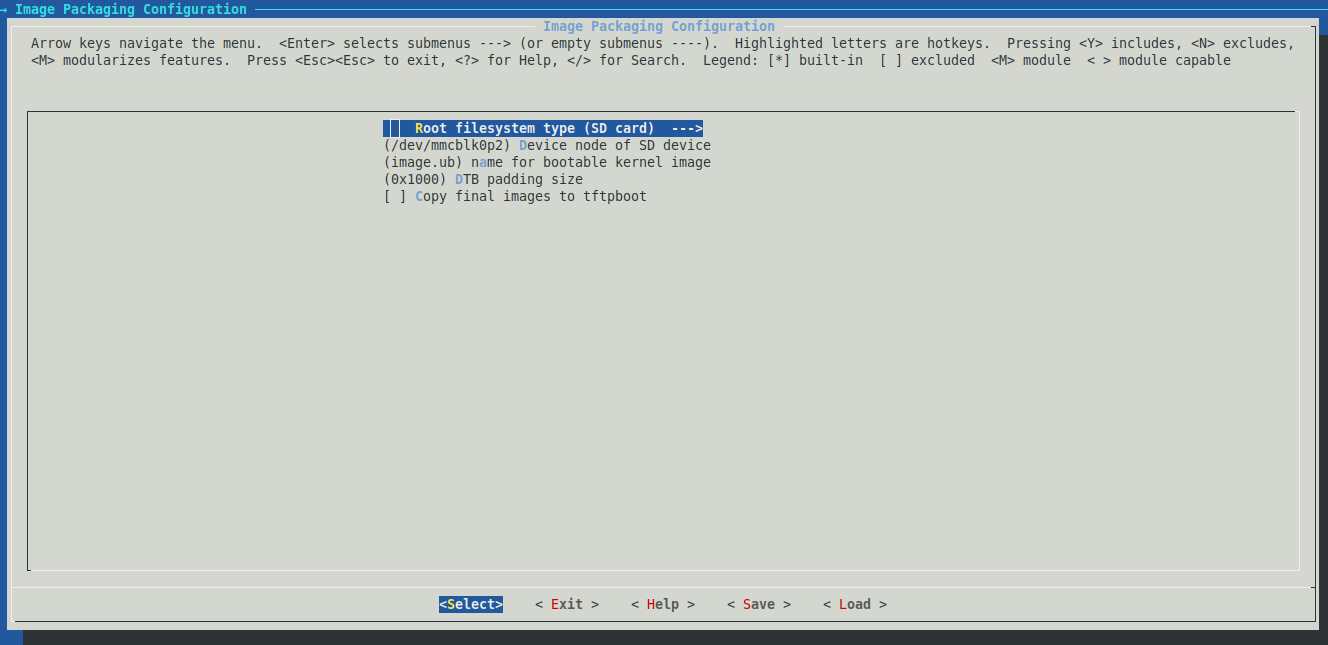 → Image Packaging Configuration
Image Packaging Configuration
Arrow keys navigate the menu.  <Enter> selects submenus ---> (or empty submenus ----).  Highlighted letters are hotkeys.  Pressing <Y> includes, <N> excludes,
<M> modularizes features.  Press <Esc><Esc> to exit, <?> for Help, </> for Search.  Legend: [*] built-in  [ ] excluded  <M> module  < > module capable
Root filesystem type (SD card)  --->
(/dev/mmcblk0p2) Device node of SD device
(image.ub) name for bootable kernel image
(0x1000) DTB padding size
[ ] Copy final images to tftpboot
<Select>    < Exit >    < Help >    < Save >    < Load >